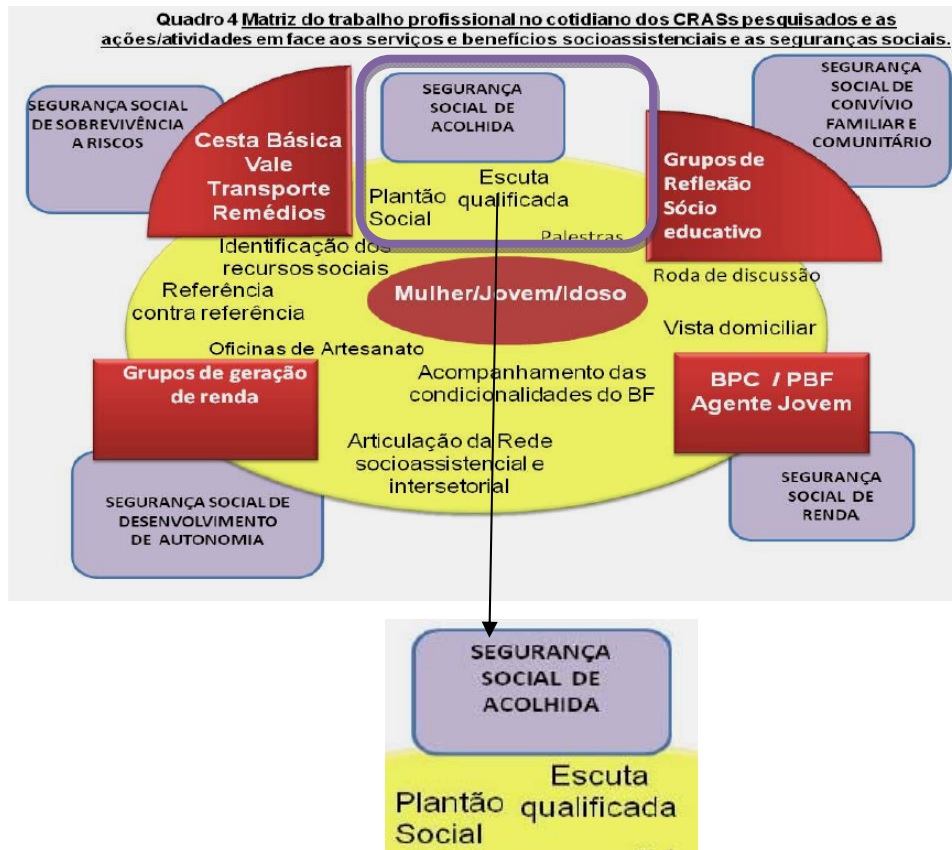 Quadro 4 Matriz do trabalho profissional no cotidiano dos CRASs pesquisados e as
ações/atividades em face aos serviços e benefícios socioassistenciais e as seguranças sociais.
SEGURANÇA SOCIAL
DE SOBREVIVÊNCIA
A RISCOS
Cesta Básica
Vale
Transporte
Remédios
SEGURANÇA
SOCIAL DE
ACOLHIDA
SEGURANÇA
SOCIAL DE
CONVÍVIO
FAMILIAR E
COMUNITÁRIO
Grupos de
Reflexão
Sócio
educativo
Plantão
Social
Escuta
qualificada
Palestras
Identificação dos
recursos sociais
Referência
contra referência
Mulher/Jovem/Idoso
Roda de discussão
Vista domiciliar
Oficinas de Artesanato
Grupos de geração
de renda
Acompanhamento das
condicionalidades do BF
BPC / PBF
Agente Jovem
Articulação da Rede
socioassistencial e
intersetorial
SEGURANÇA SOCIAL DE
DESENVOLVIMENTO
DE AUTONOMIA
SEGURANÇA
SOCIAL DE
RENDA
SEGURANÇA
SOCIAL DE
ACOLHIDA
Plantão
Social
Escuta
qualificada